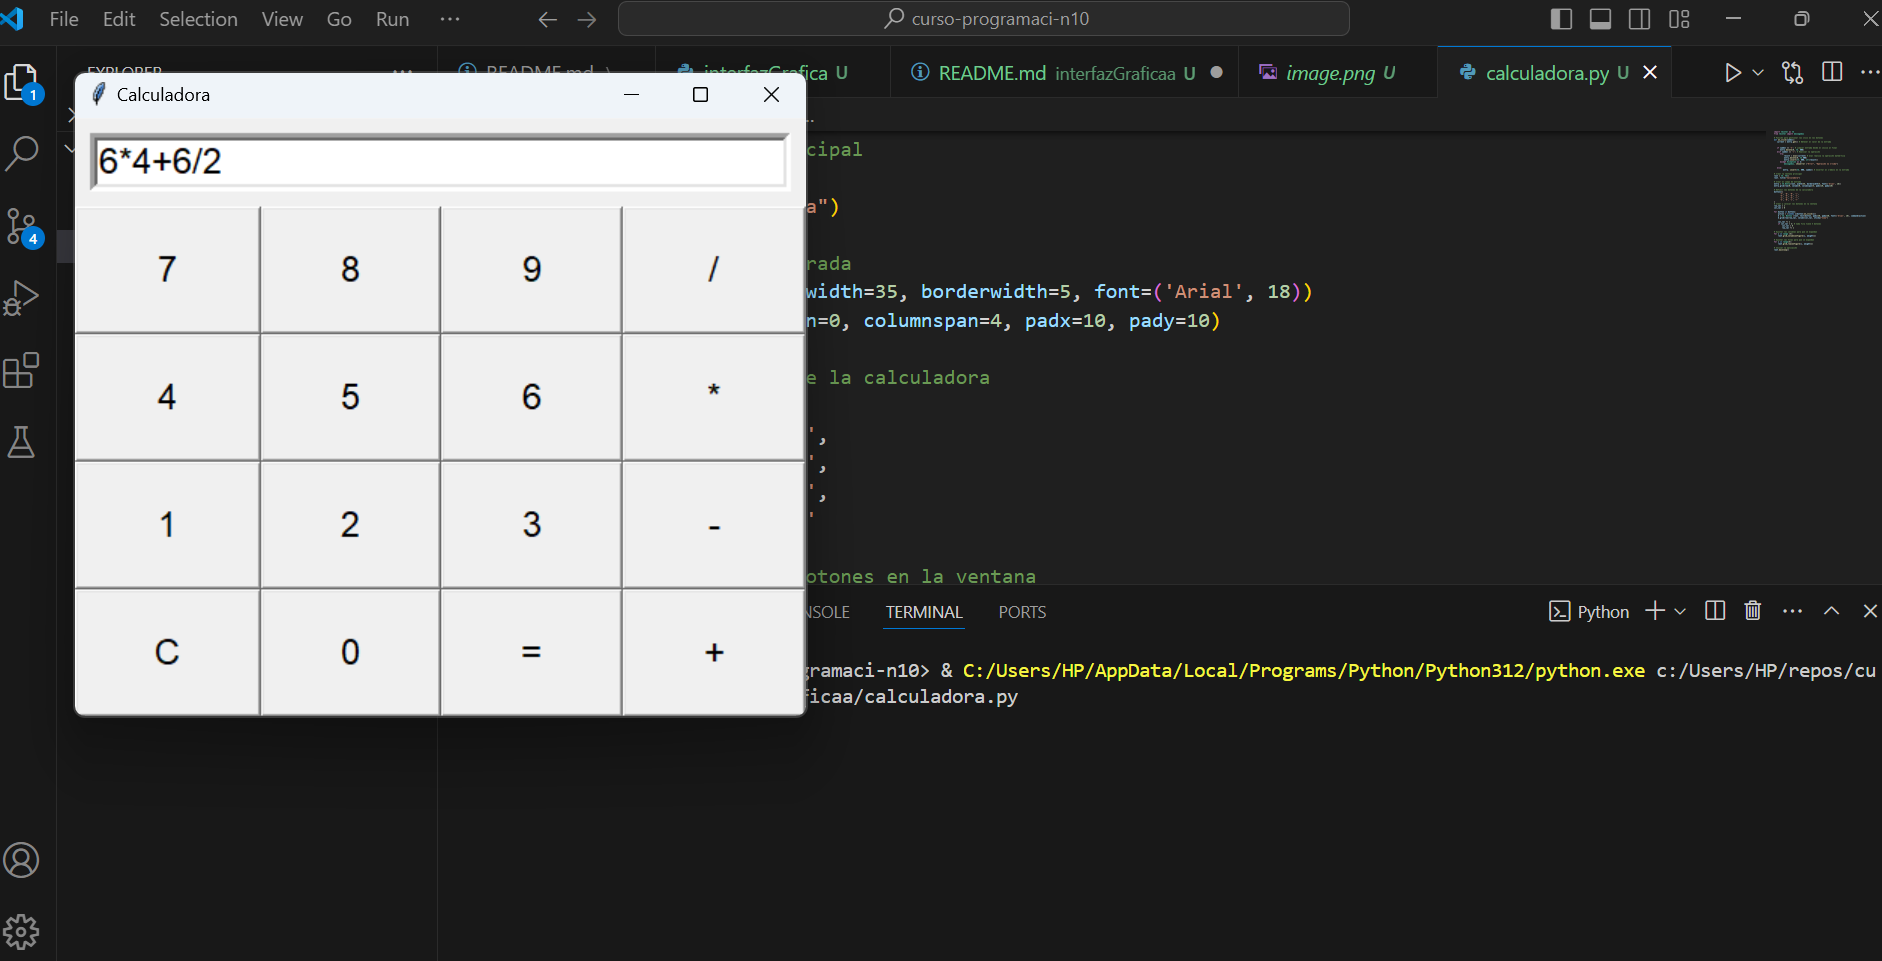 File Edit Selection View Go Run ··· curso-programaci-n10
EXPLORER ··· README.md interfazGrafica U README.md interfazGraficaa U image.png U calculadora.py U
1
4
Calculadora
6*4+6/2
7 8 9 /
4 5 6 *
1 2 3 -
C 0 = +
..
cipal
a")
rada
width=35, borderwidth=5, font=('Arial', 18))
n=0, columnspan=4, padx=10, pady=10)
e la calculadora
',
',
',
'
otones en la ventana
NSOLE TERMINAL PORTS Python
gramaci-n10> & C:/Users/HP/AppData/Local/Programs/Python/Python312/python.exe c:/Users/HP/repos/cu
ficaa/calculadora.py